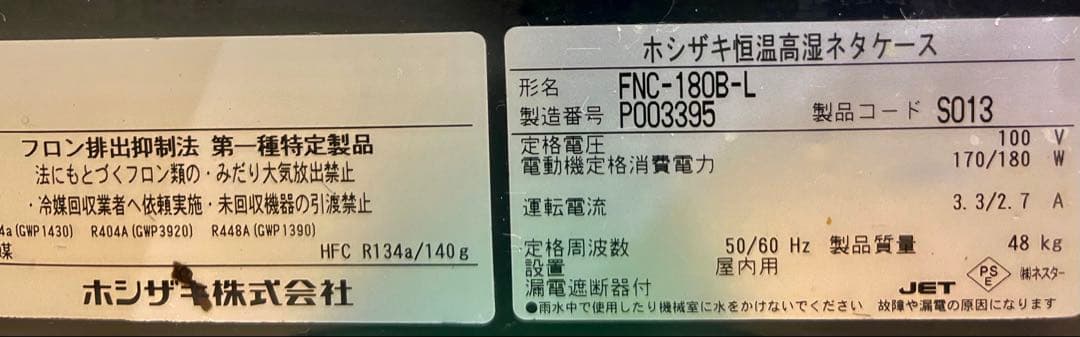 フロン排出抑制法 第一種特定製品
法にもとづくフロン類の・みだり大気放出禁止
・冷媒回収業者へ依頼実施・未回収機器の引渡禁止
4a(GWP1430) R404A(GWP3920) R448A(GWP1390)
媒 HFC R134a/140g
ホシザキ株式会社
ホシザキ恒温高湿ネタケース
形名 FNC-180B-L
製造番号 P003395 製品コード S013
定格電圧 100 V
電動機定格消費電力 170/180 W
運転電流 3.3/2.7 A
定格周波数 50/60 Hz 製品質量 48 kg
設置 屋内用
漏電遮断器付 JET PSE ㈱ネスター
●雨水中で使用したり機械室に水をかけないでください 故障や漏電の原因になります